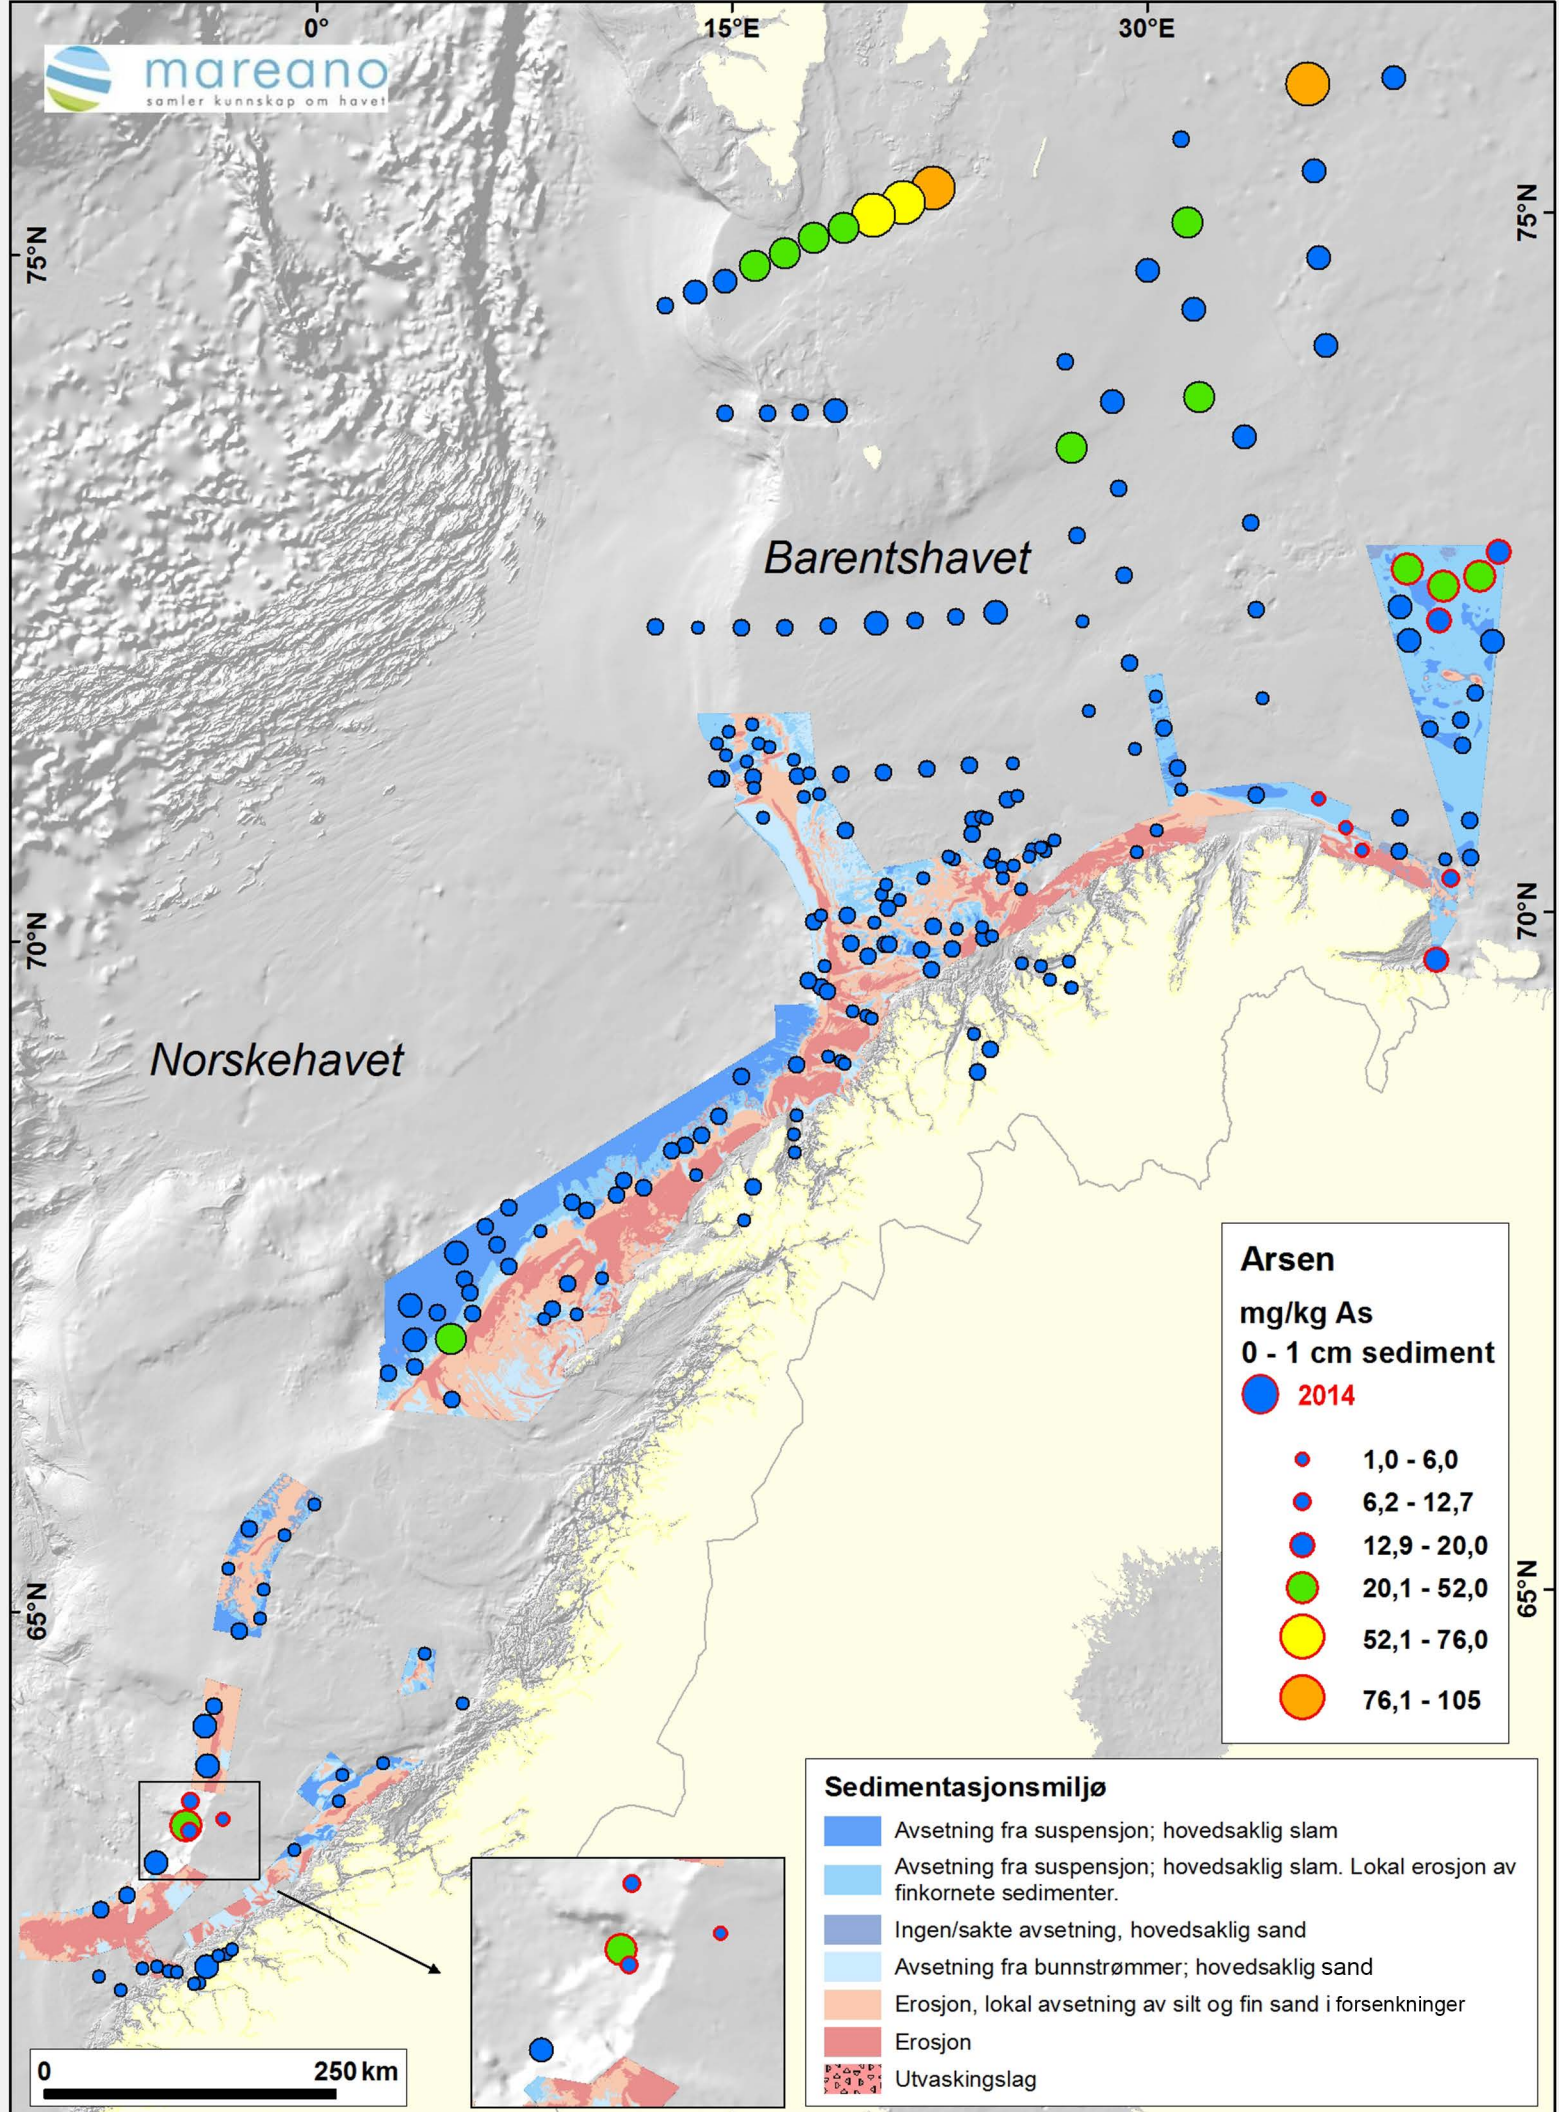 0° 15°E 30°E
mareano
samler kunnskap om havet
75°N 75°N
Barentshavet
70°N 70°N
Norskehavet
65°N 65°N
Arsen
mg/kg As
0 - 1 cm sediment
2014
1,0 - 6,0
6,2 - 12,7
12,9 - 20,0
20,1 - 52,0
52,1 - 76,0
76,1 - 105
Sedimentasjonsmiljø
Avsetning fra suspensjon; hovedsaklig slam
Avsetning fra suspensjon; hovedsaklig slam. Lokal erosjon av
finkornete sedimenter.
Ingen/sakte avsetning, hovedsaklig sand
Avsetning fra bunnstrømmer; hovedsaklig sand
Erosjon, lokal avsetning av silt og fin sand i forsenkninger
Erosjon
Utvaskingslag
0 250 km